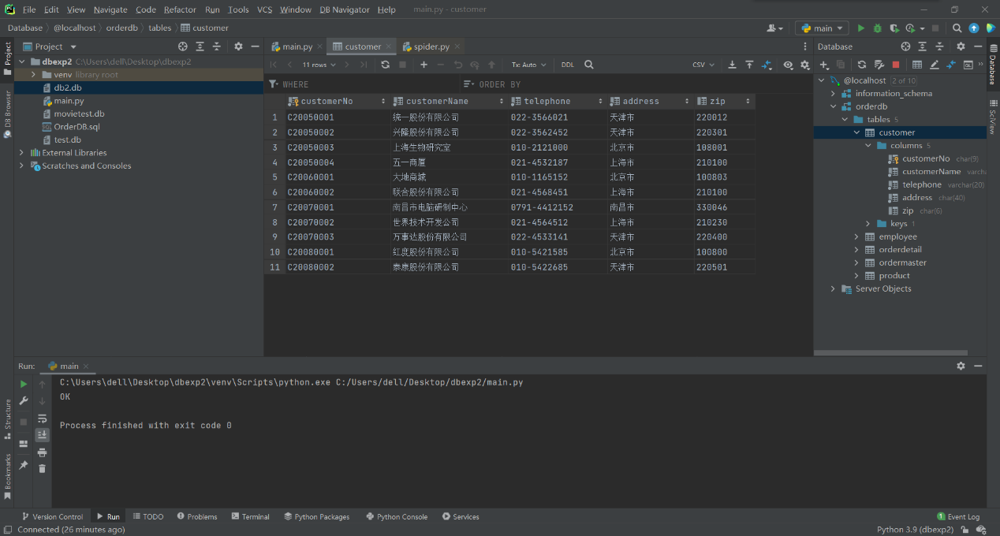 File Edit View Navigate Code Refactor Run Tools VCS Window DB Navigator Help main.py - customer
Database @localhost orderdb tables customer
main
Project
main.py customer spider.py
Database
dbexp2 C:\Users\dell\Desktop\dbexp2
venv library root
db2.db
main.py
movietest.db
OrderDB.sql
test.db
External Libraries
Scratches and Consoles
11 rows Tx: Auto DDL CSV
WHERE ORDER BY
customerNo customerName telephone address zip
1 C20050001 统一股份有限公司 022-3566021 天津市 220012
2 C20050002 兴隆股份有限公司 022-3562452 天津市 220301
3 C20050003 上海生物研究室 010-2121000 北京市 108001
4 C20050004 五一商厦 021-4532187 上海市 210100
5 C20060001 大地商城 010-1165152 北京市 100803
6 C20060002 联合股份有限公司 021-4568451 上海市 210100
7 C20070001 南昌市电脑研制中心 0791-4412152 南昌市 330046
8 C20070002 世界技术开发公司 021-4564512 上海市 210230
9 C20070003 万事达股份有限公司 022-4533141 天津市 220400
10 C20080001 红度股份有限公司 010-5421585 北京市 100800
11 C20080002 泰康股份有限公司 010-5422685 天津市 220501
@localhost 2 of 10
information_schema
orderdb
tables 5
customer
columns 5
customerNo char(9)
customerName varcha
telephone varchar(20)
address char(40)
zip char(6)
keys 1
employee
orderdetail
ordermaster
product
Server Objects
Project
DB Browser
Structure
Bookmarks
Database
SciView
Run: main
C:\Users\dell\Desktop\dbexp2\venv\Scripts\python.exe C:/Users/dell/Desktop/dbexp2/main.py
OK
Process finished with exit code 0
Version Control Run TODO Problems Terminal Python Packages Python Console Services 1 Event Log
Connected (26 minutes ago) Python 3.9 (dbexp2)